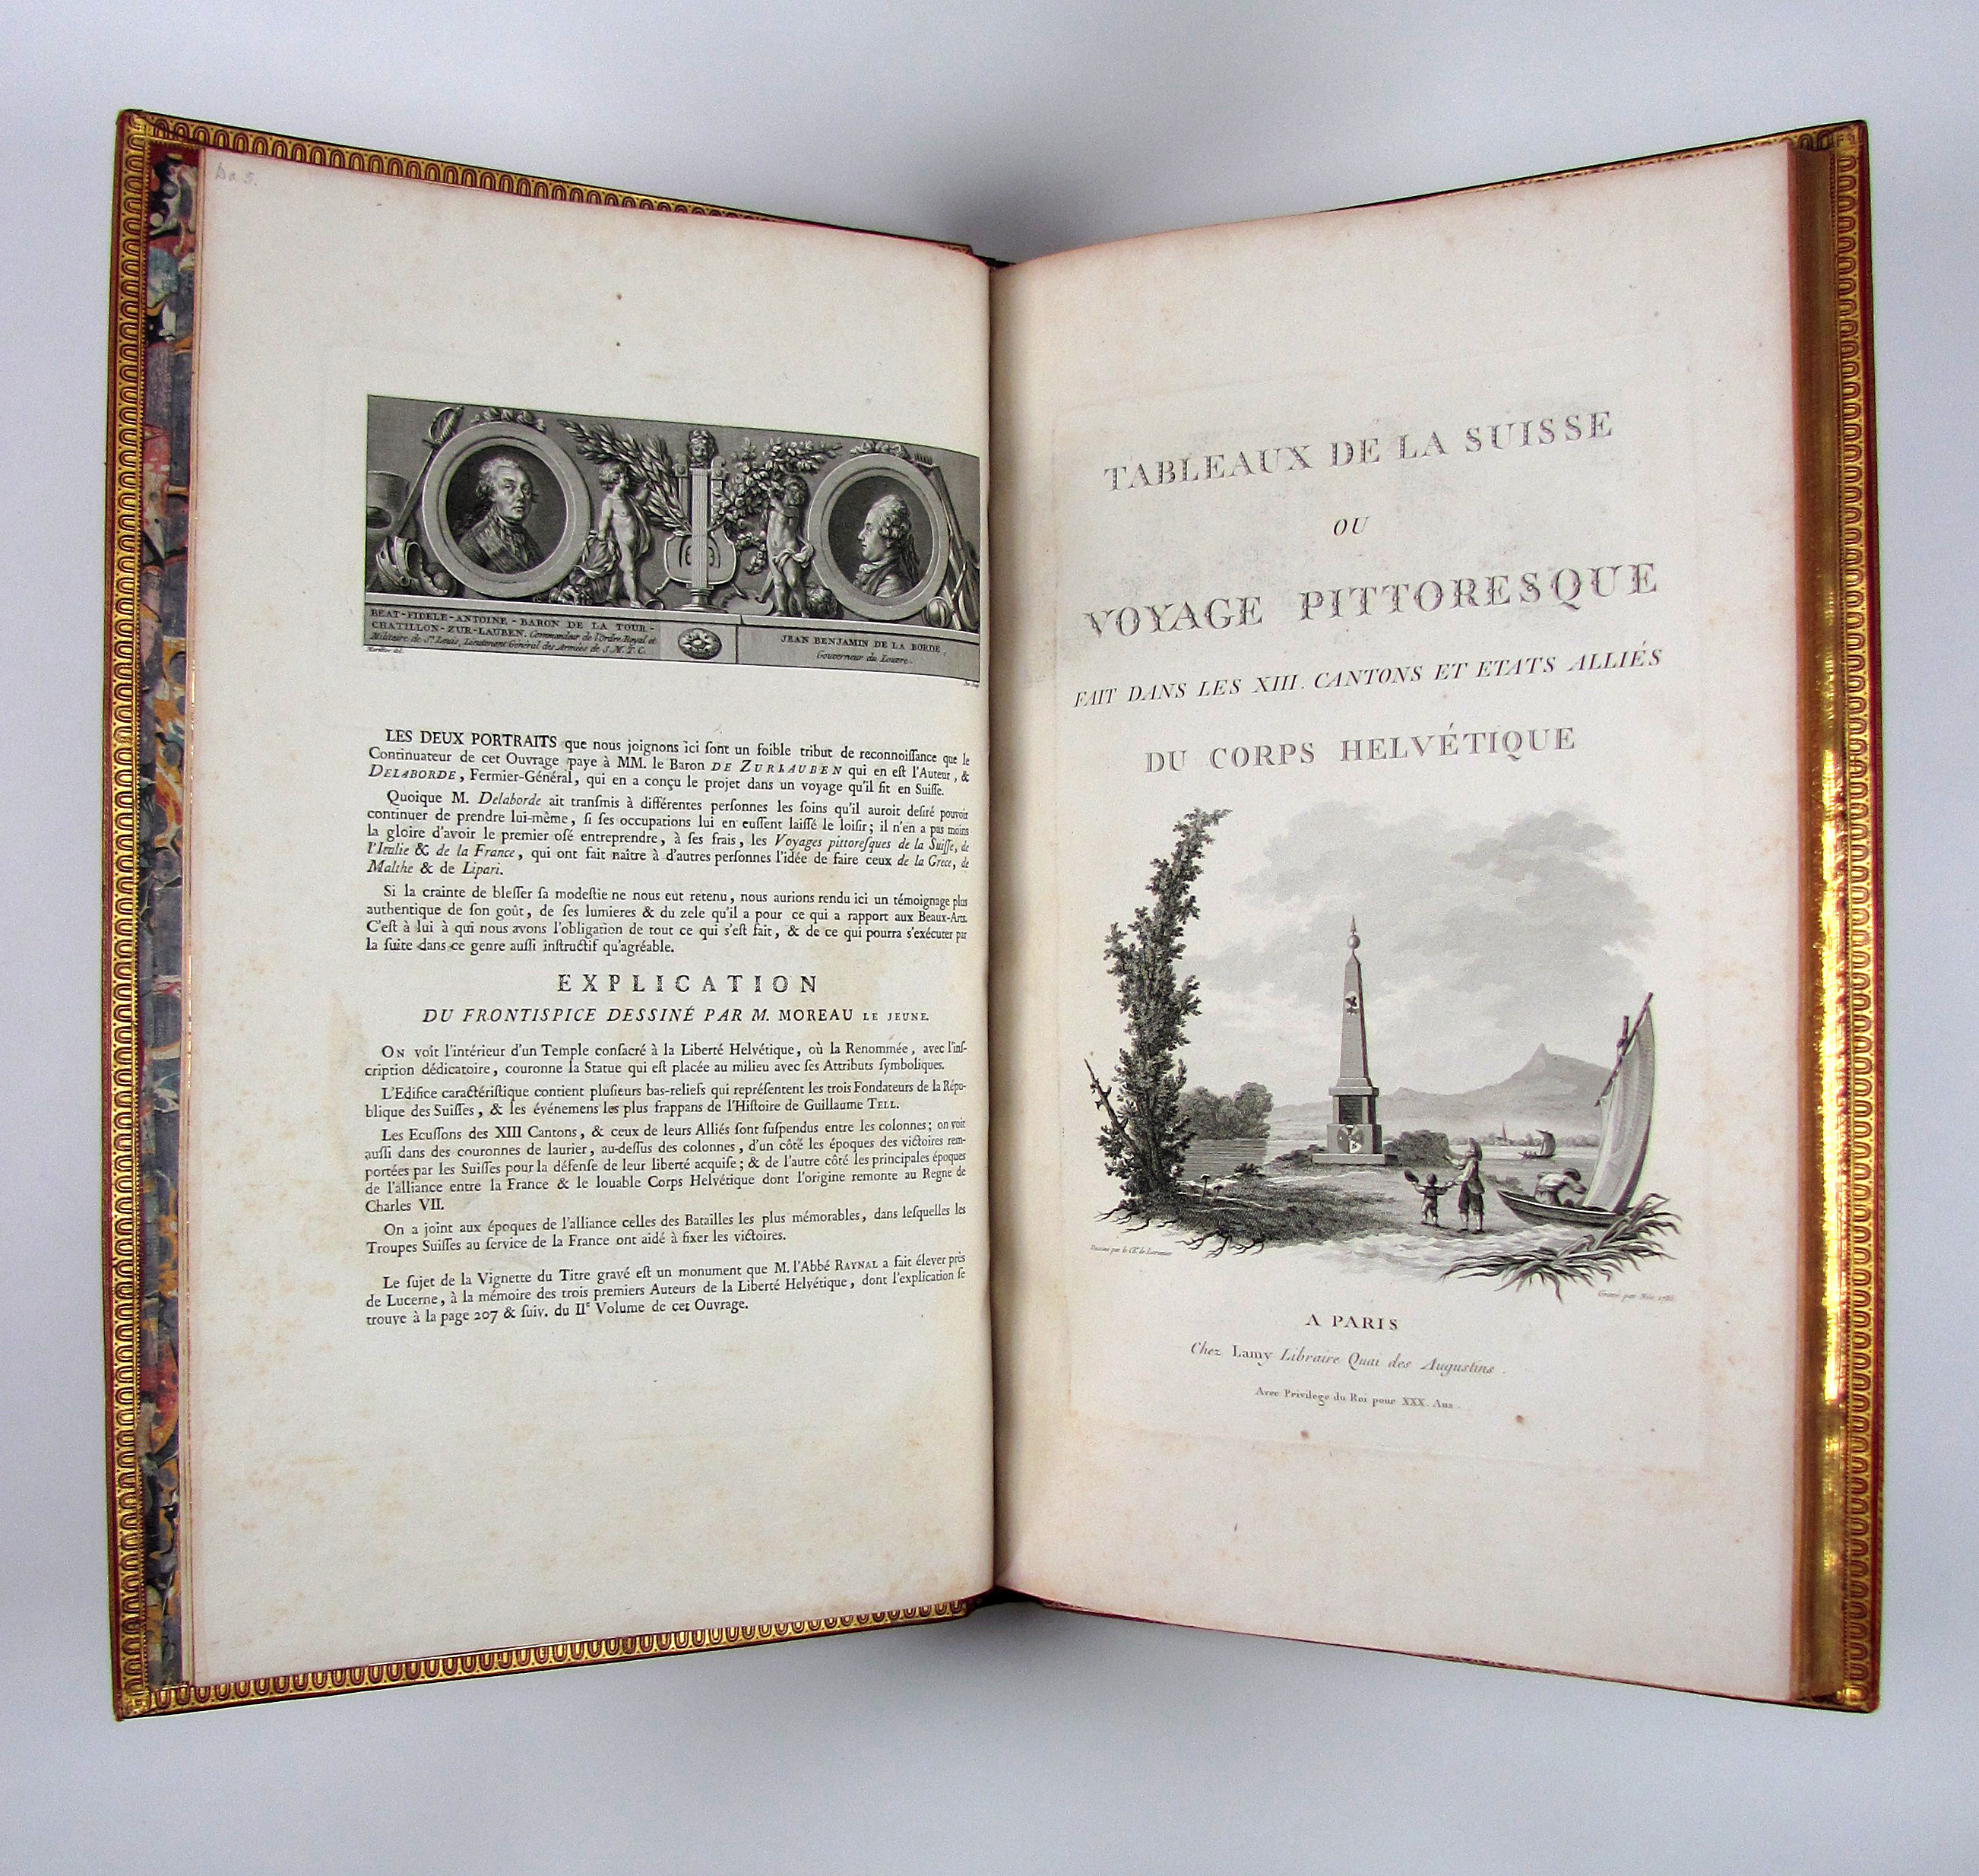 BEAT-FIDELE-ANTOINE-BARON DE LA TOUR-
CHATILLON-ZUR-LAUBEN. Commandeur de l'Ordre Royal et
Militaire de St. Louis, Lieutenant Général des Armées de S. M. T. C.
JEAN BENJAMIN DE LA BORDE,
Gouverneur du Louvre.
LES DEUX PORTRAITS que nous joignons ici ſont un foible tribut de reconnoiſſance que le
Continuateur de cet Ouvrage paye à MM. le Baron DE ZURLAUBEN qui en eſt l'Auteur, &
DELABORDE, Fermier-Général, qui en a conçu le projet dans un voyage qu'il fit en Suiſſe.
Quoique M. Delaborde ait tranſmis à différentes perſonnes les ſoins qu'il auroit deſiré pouvoir
continuer de prendre lui-même, ſi ſes occupations lui en euſſent laiſſé le loiſir; il n'en a pas moins
la gloire d'avoir le premier oſé entreprendre, à ſes frais, les Voyages pittoreſques de la Suiſſe, de
l'Italie & de la France, qui ont fait naître à d'autres perſonnes l'idée de faire ceux de la Grece, de
Malthe & de Lipari.
Si la crainte de bleſſer ſa modeſtie ne nous eût retenu, nous aurions rendu ici un témoignage plus
authentique de ſon goût, de ſes lumieres & du zele qu'il a pour ce qui a rapport aux Beaux-Arts.
C'eſt à lui à qui nous avons l'obligation de tout ce qui s'eſt fait, & de ce qui pourra s'exécuter par
la ſuite dans ce genre auſſi inſtructif qu'agréable.
EXPLICATION
DU FRONTISPICE DESSINÉ PAR M. MOREAU LE JEUNE.
ON voit l'intérieur d'un Temple conſacré à la Liberté Helvétique, où la Renommée, avec l'inſ-
cription dédicatoire, couronne la Statue qui eſt placée au milieu avec ſes Attributs ſymboliques.
L'Edifice caractériſtique contient pluſieurs bas-reliefs qui repréſentent les trois Fondateurs de la Répu-
blique des Suiſſes, & les événemens les plus frappans de l'Hiſtoire de Guillaume TELL.
Les Ecuſſons des XIII Cantons, & ceux de leurs Alliés ſont ſuſpendus entre les colonnes; on voit
auſſi dans des couronnes de laurier, au-deſſus des colonnes, d'un côté les époques des victoires rem-
portées par les Suiſſes pour la défenſe de leur liberté acquiſe; & de l'autre côté les principales époques
de l'alliance entre la France & le louable Corps Helvétique dont l'origine remonte au Regne de
Charles VII.
On a joint aux époques de l'alliance celles des Batailles les plus mémorables, dans leſquelles les
Troupes Suiſſes au ſervice de la France ont aidé à fixer les victoires.
Le ſujet de la Vignette du Titre gravé eſt un monument que M. l'Abbé RAYNAL a fait élever près
de Lucerne, à la mémoire des trois premiers Auteurs de la Liberté Helvétique, dont l'explication ſe
trouve à la page 207 & ſuiv. du IIe Volume de cet Ouvrage.
TABLEAUX DE LA SUISSE
OU
VOYAGE PITTORESQUE
FAIT DANS LES XIII. CANTONS ET ETATS ALLIÉS
DU CORPS HELVÉTIQUE
A PARIS
Chez Lamy Libraire Quai des Augustins.
Avec Privilege du Roi pour XXX. Ans.